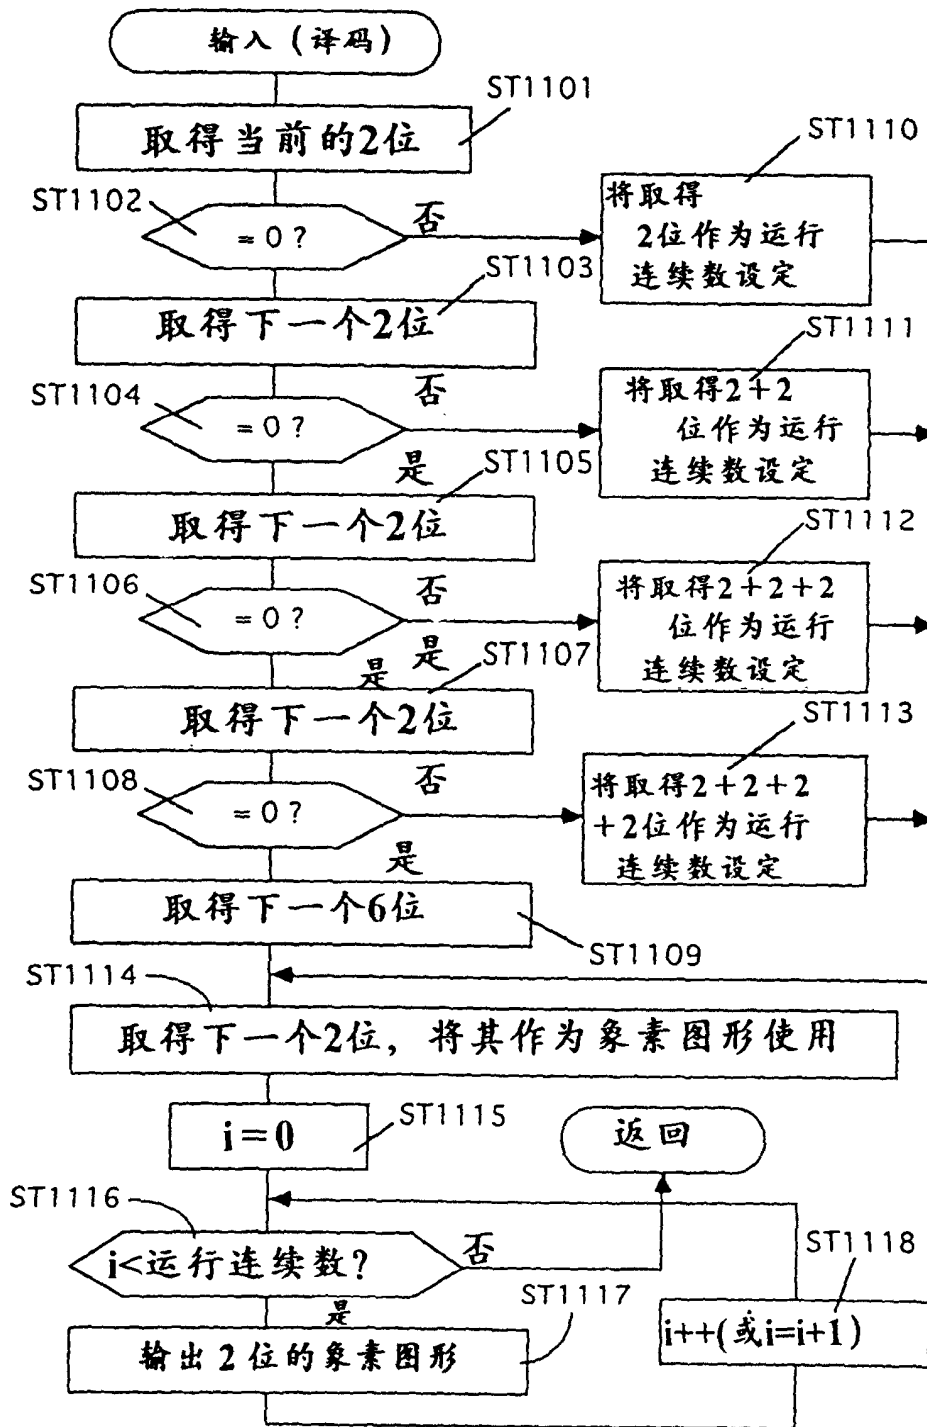 输入(译码)
ST1101
取得当前的2位
ST1110
将取得
2位作为运行
连续数设定
ST1102
=0?
否
ST1103
取得下一个2位
ST1111
将取得2+2
位作为运行
连续数设定
ST1104
=0?
否
是
ST1105
取得下一个2位
ST1112
将取得2+2+2
位作为运行
连续数设定
ST1106
=0?
否
是
是
ST1107
取得下一个2位
ST1113
将取得2+2+2
+2位作为运行
连续数设定
ST1108
=0?
否
是
取得下一个6位
ST1109
ST1114
取得下一个2位, 将其作为象素图形使用
i=0
ST1115
返回
ST1116
i<运行连续数?
否
ST1118
i++(或i=i+1)
是
ST1117
输出2位的象素图形